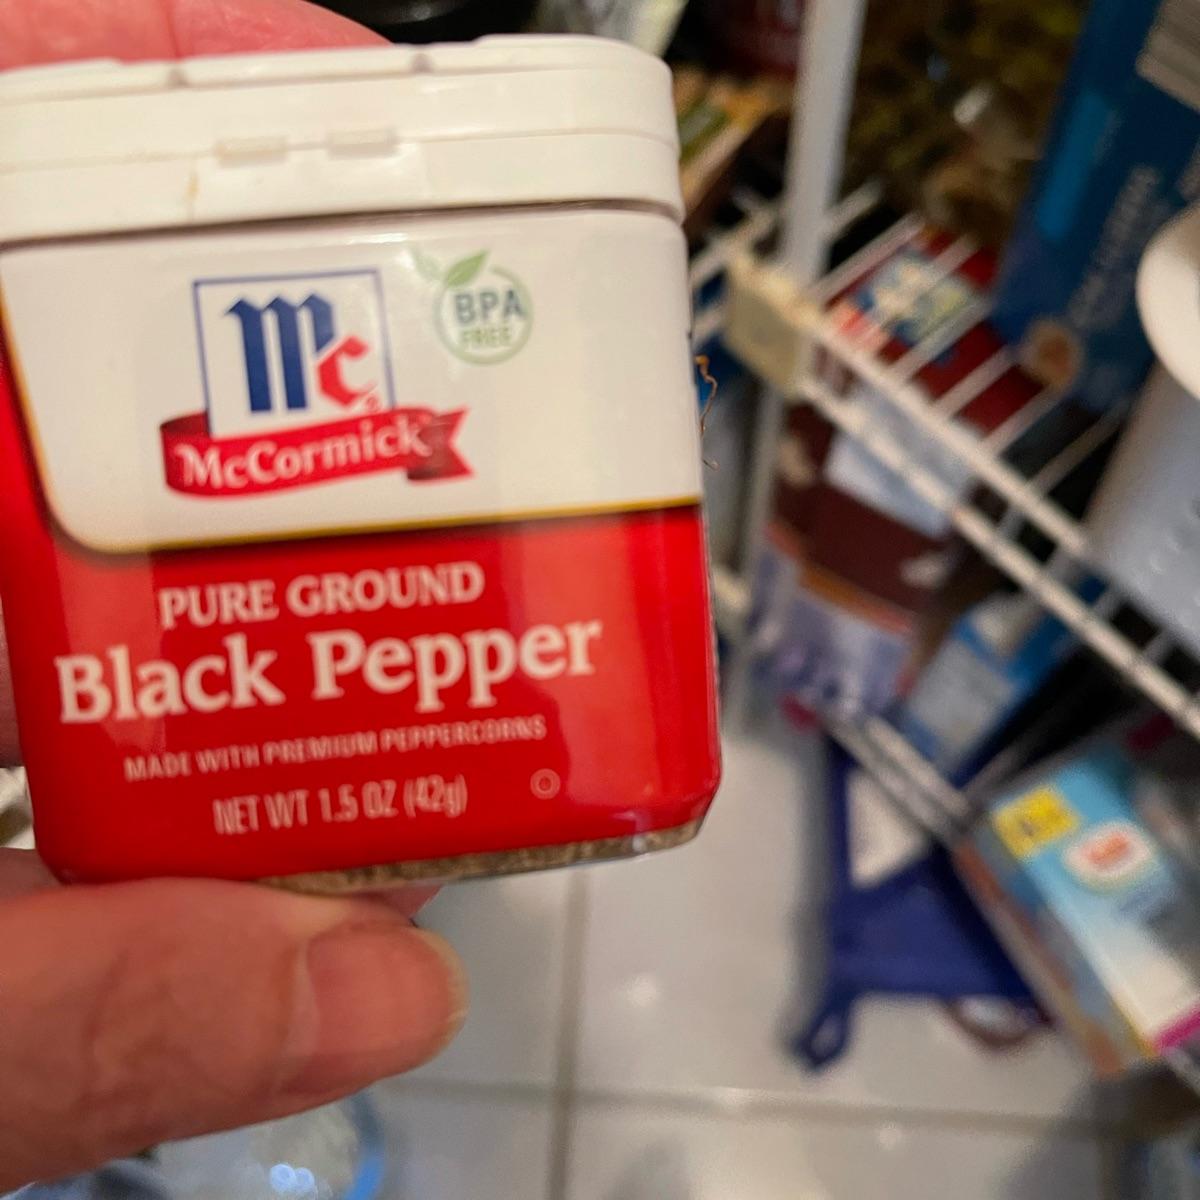 Mc
McCormick
BPA
FREE
PURE GROUND
Black Pepper
MADE WITH PREMIUM PEPPERCORNS
NET WT 1.5 OZ (42g)